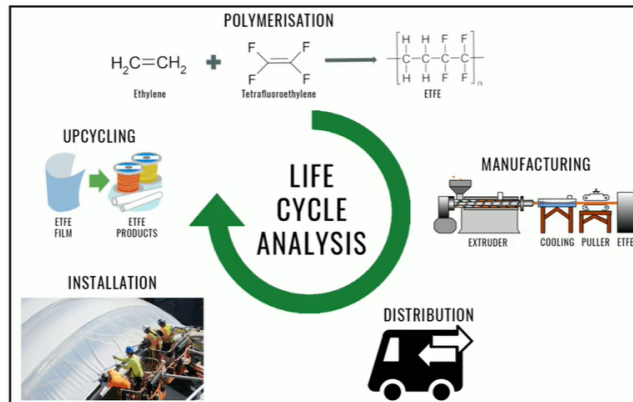 POLYMERISATION
H₂C=CH₂
+
F F
F F
H H F F
C C C C
H H F F
n
Ethylene
Tetrafluoroethylene
ETFE
UPCYCLING
ETFE
FILM
ETFE
PRODUCTS
LIFE
CYCLE
ANALYSIS
MANUFACTURING
EXTRUDER
COOLING
PULLER
ETFE
INSTALLATION
DISTRIBUTION